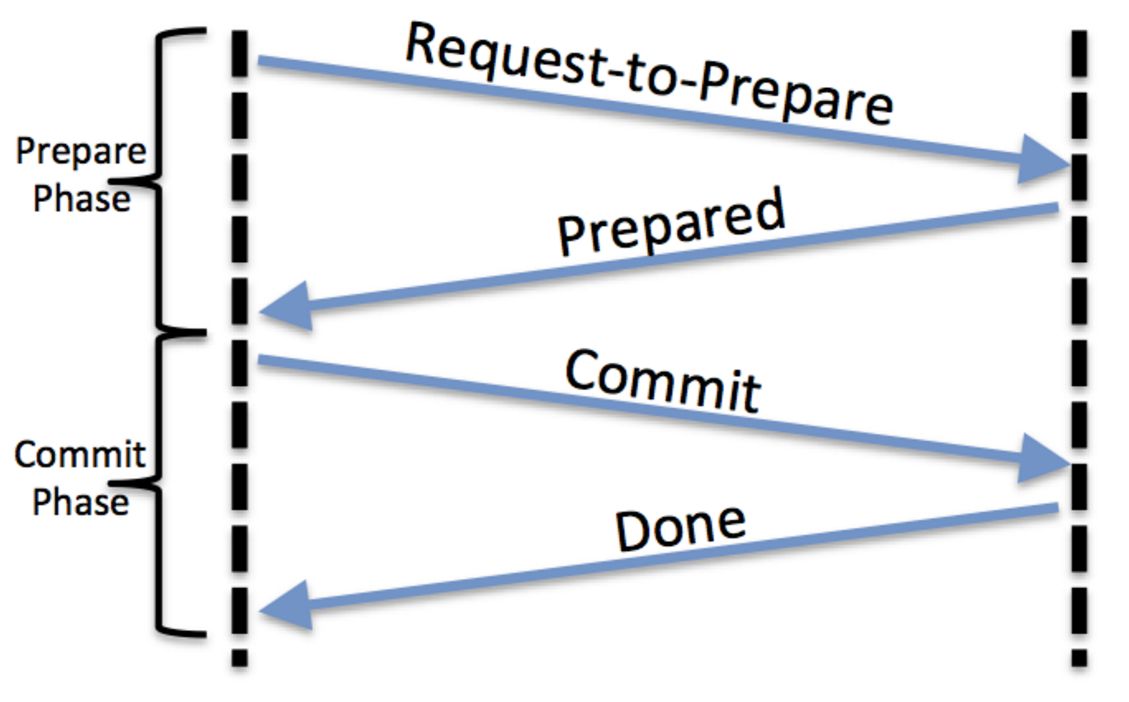 Request-to-Prepare
Prepare
Phase
Prepared
Commit
Commit
Phase
Done